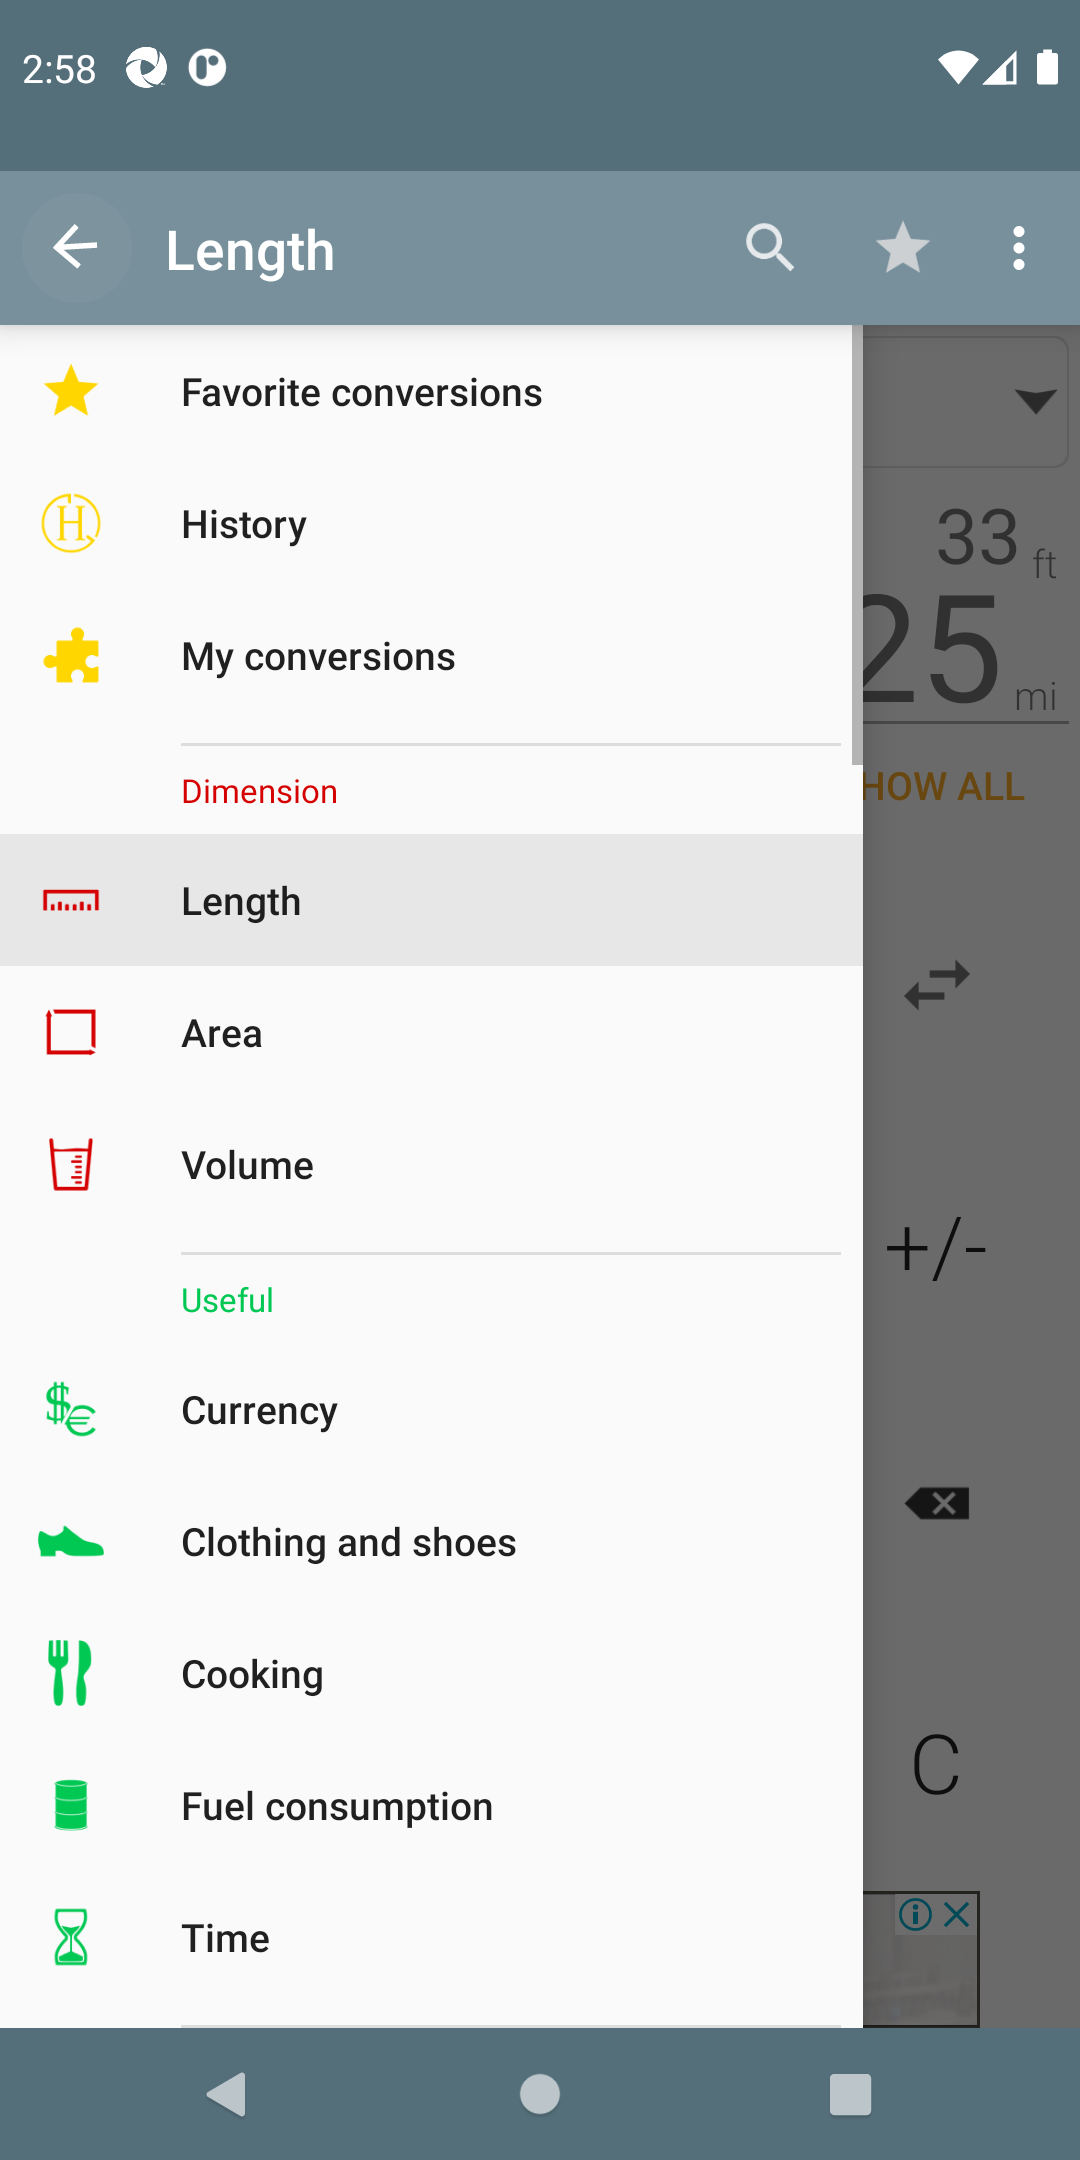 2:58
Length
Favorite conversions
History
33 ft
My conversions
25 mi
Dimension
HOW ALL
Length
Area
Volume
+/-
Useful
Currency
Clothing and shoes
Cooking
C
Fuel consumption
Time